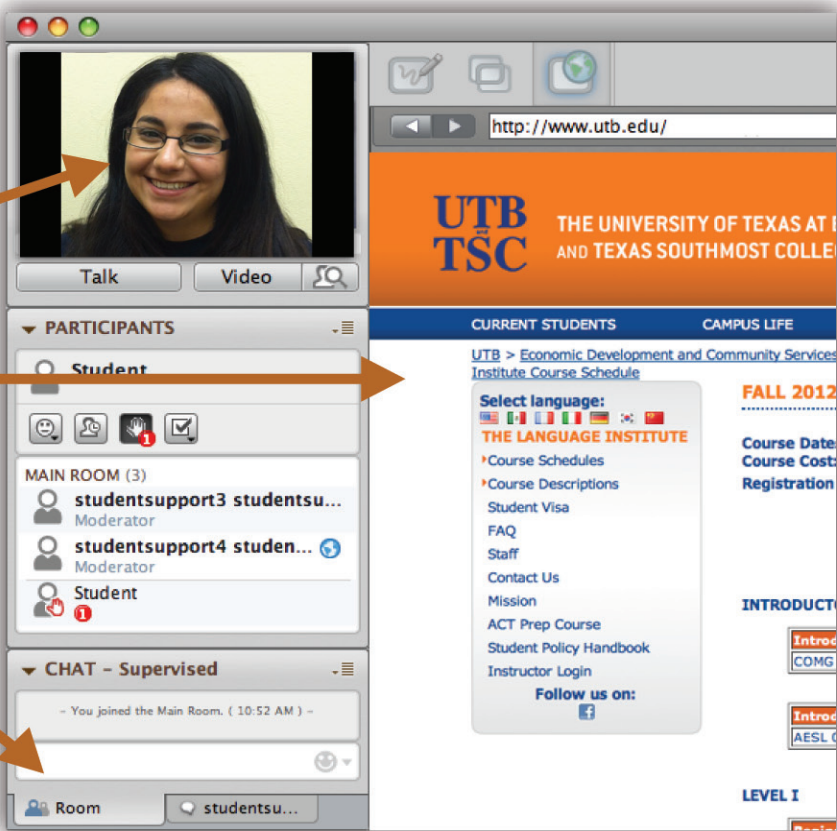 http://www.utb.edu/
UTB
and
TSC
THE UNIVERSITY OF TEXAS AT
AND TEXAS SOUTHMOST
Talk
Video
PARTICIPANTS
Student
1
MAIN ROOM (3)
studentsupport3 studentsu...
Moderator
studentsupport4 studen...
Moderator
Student
1
CHAT – Supervised
– You joined the Main Room. ( 10:52 AM ) –
Room
studentsu...
CURRENT STUDENTS
CAMPUS LIFE
UTB > Economic Development and Community Services
Institute Course Schedule
Select language:
THE LANGUAGE INSTITUTE
Course Schedules
Course Descriptions
Student Visa
FAQ
Staff
Contact Us
Mission
ACT Prep Course
Student Policy Handbook
Instructor Login
Follow us on:
FALL 2012
Course Date
Course Cost:
Registration
COMG
AESL
LEVEL I